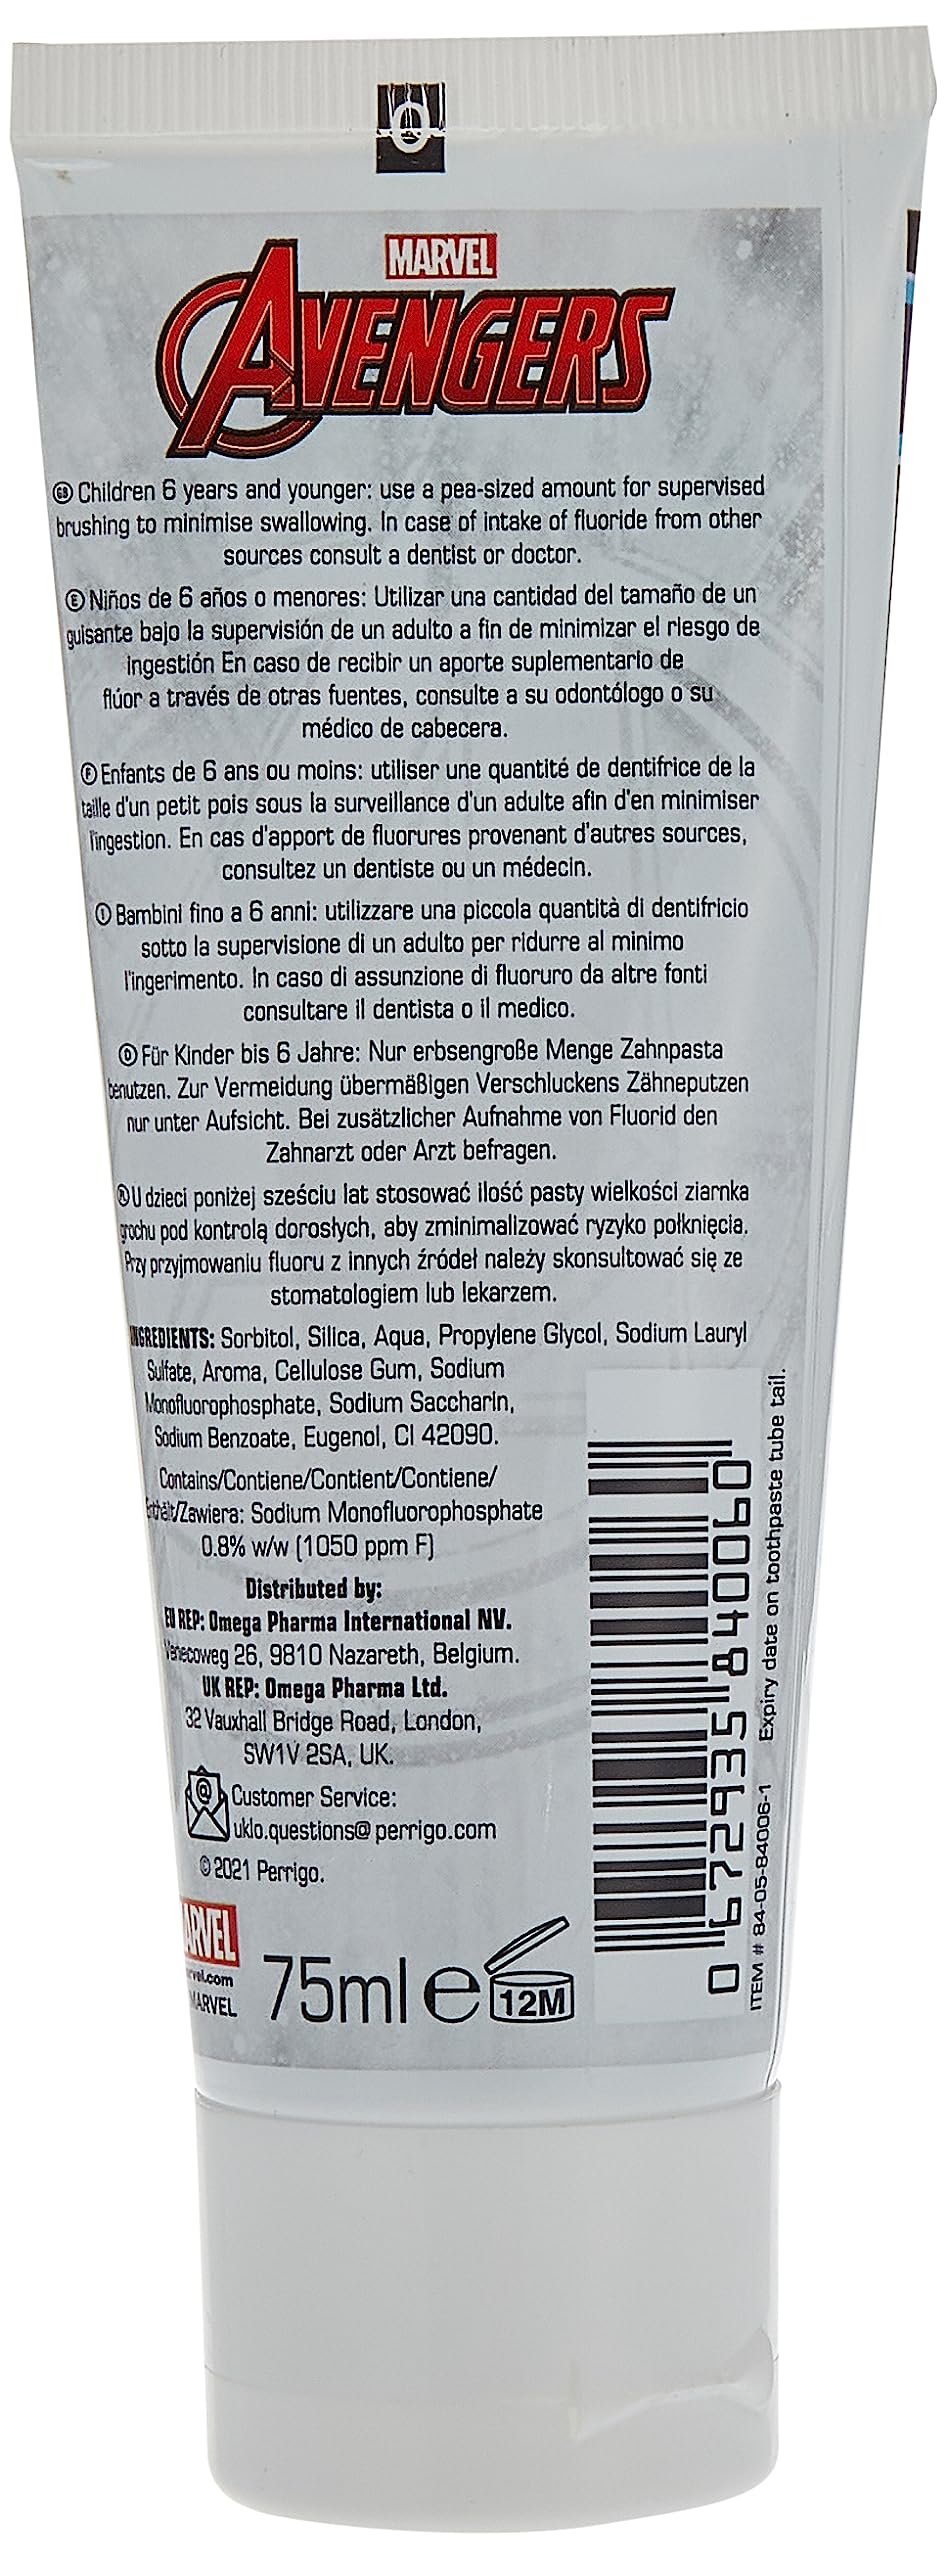 MARVEL
AVENGERS
GB Children 6 years and younger: use a pea-sized amount for supervised
brushing to minimise swallowing. In case of intake of fluoride from other
sources consult a dentist or doctor.
E Niños de 6 años o menores: Utilizar una cantidad del tamaño de un
guisante bajo la supervisión de un adulto a fin de minimizar el riesgo de
ingestión En caso de recibir un aporte suplementario de
flúor a través de otras fuentes, consulte a su odontólogo o su
médico de cabecera.
F Enfants de 6 ans ou moins: utiliser une quantité de dentifrice de la
taille d'un petit pois sous la surveillance d'un adulte afin d'en minimiser
l'ingestion. En cas d'apport de fluorures provenant d'autres sources,
consultez un dentiste ou un médecin.
I Bambini fino a 6 anni: utilizzare una piccola quantità di dentifricio
sotto la supervisione di un adulto per ridurre al minimo
l'ingerimento. In caso di assunzione di fluoruro da altre fonti
consultare il dentista o il medico.
D Für Kinder bis 6 Jahre: Nur erbsengroße Menge Zahnpasta
benutzen. Zur Vermeidung übermäßigen Verschluckens Zähneputzen
nur unter Aufsicht. Bei zusätzlicher Aufnahme von Fluorid den
Zahnarzt oder Arzt befragen.
U dzieci poniżej sześciu lat stosować ilość pasty wielkości ziarnka
grochu pod kontrolą dorosłych, aby zminimalizować ryzyko połknięcia.
Przy przyjmowaniu fluoru z innych źródeł należy skonsultować się ze
stomatologiem lub lekarzem.
INGREDIENTS: Sorbitol, Silica, Aqua, Propylene Glycol, Sodium Lauryl
Sulfate, Aroma, Cellulose Gum, Sodium
Monofluorophosphate, Sodium Saccharin,
Sodium Benzoate, Eugenol, CI 42090.
Contains/Contiene/Contient/Contiene/
Enthält/Zawiera: Sodium Monofluorophosphate
0.8% w/w (1050 ppm F)
Distributed by:
EU REP: Omega Pharma International NV.
Venecoweg 26, 9810 Nazareth, Belgium.
UK REP: Omega Pharma Ltd.
32 Vauxhall Bridge Road, London,
SW1V 2SA, UK.
Customer Service:
uklo.questions@perrigo.com
© 2021 Perrigo.
MARVEL
MARVEL
75ml e 12M
0 67293584006 0
ITEM # 84-05-84006-1 Expiry date on toothpaste tube tail.